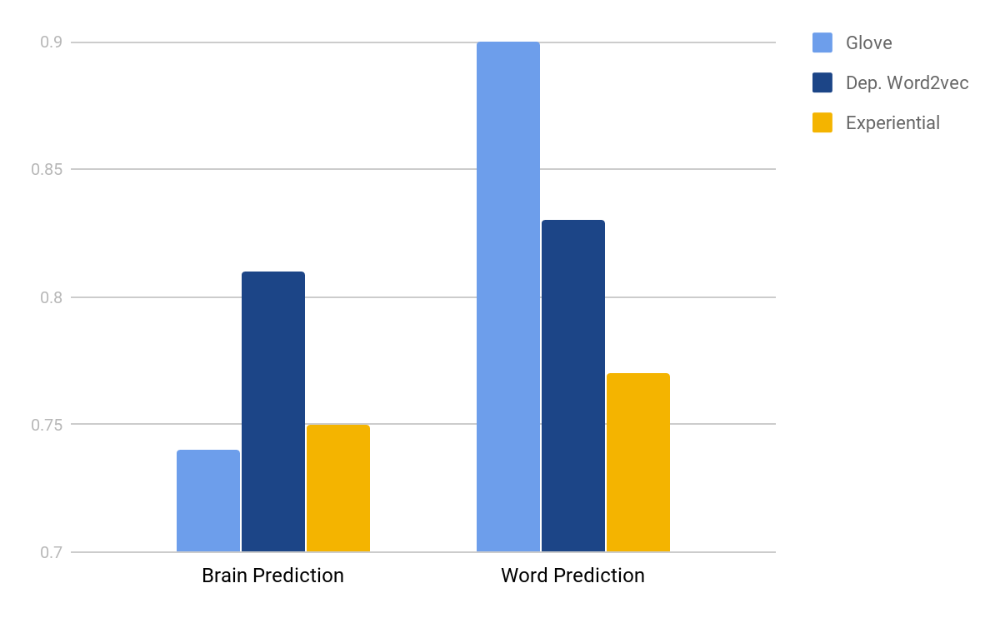 0.9
0.85
0.8
0.75
0.7
Brain Prediction
Word Prediction
Glove
Dep. Word2vec
Experiential